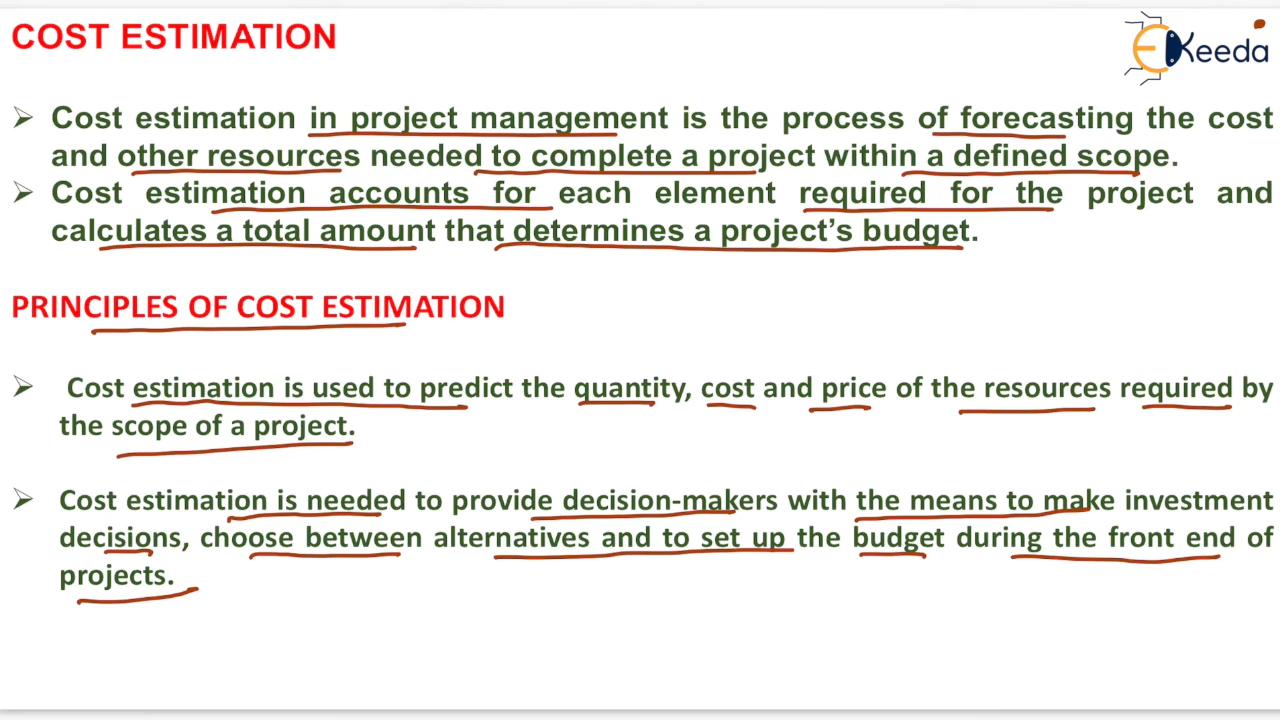 COST ESTIMATION
EKeeda
➢ Cost estimation in project management is the process of forecasting the cost
and other resources needed to complete a project within a defined scope.
➢ Cost estimation accounts for each element required for the project and
calculates a total amount that determines a project’s budget.
PRINCIPLES OF COST ESTIMATION
➢ Cost estimation is used to predict the quantity, cost and price of the resources required by
the scope of a project.
➢ Cost estimation is needed to provide decision-makers with the means to make investment
decisions, choose between alternatives and to set up the budget during the front end of
projects.